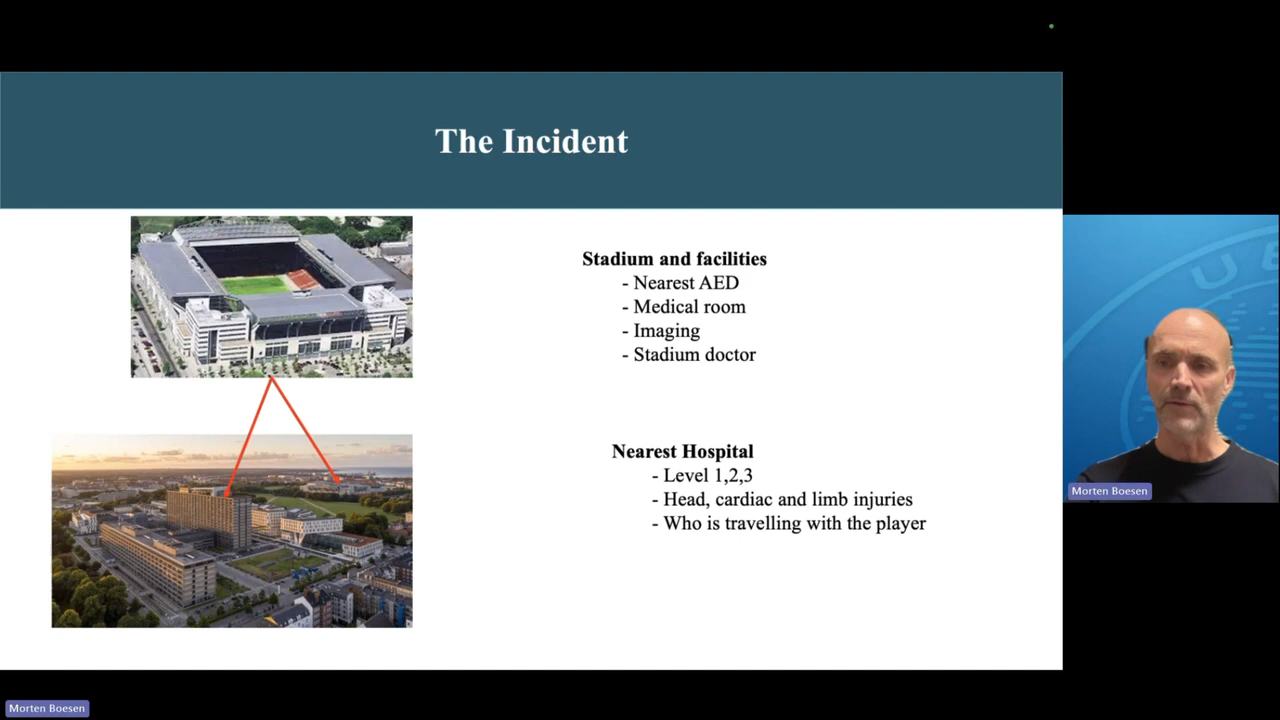 The Incident
Stadium and facilities
- Nearest AED
- Medical room
- Imaging
- Stadium doctor
Nearest Hospital
- Level 1,2,3
- Head, cardiac and limb injuries
- Who is travelling with the player
U E
Morten Boesen
Morten Boesen